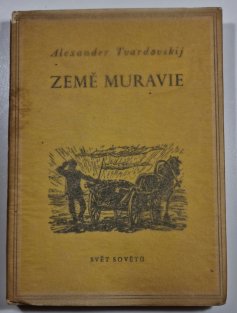 Alexander Tvardovskij
ZEMĚ MURAVIE
SVĚT SOVĚTŮ